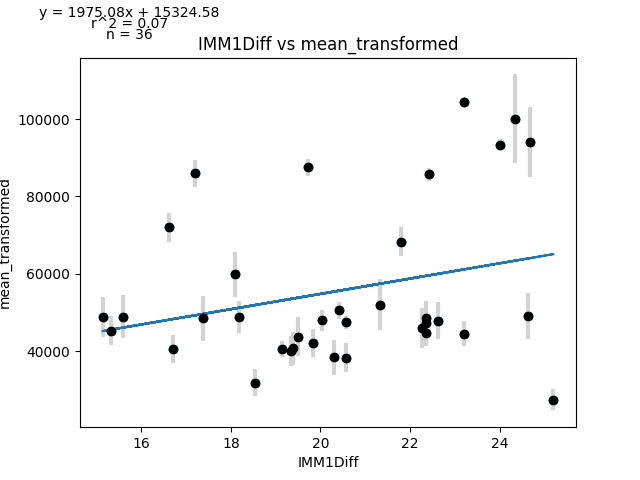 y = 1975.08x + 15324.58
r^2 = 0.07
n = 36
IMM1Diff vs mean_transformed
100000
80000
60000
40000
mean_transformed
16 18 20 22 24
IMM1Diff